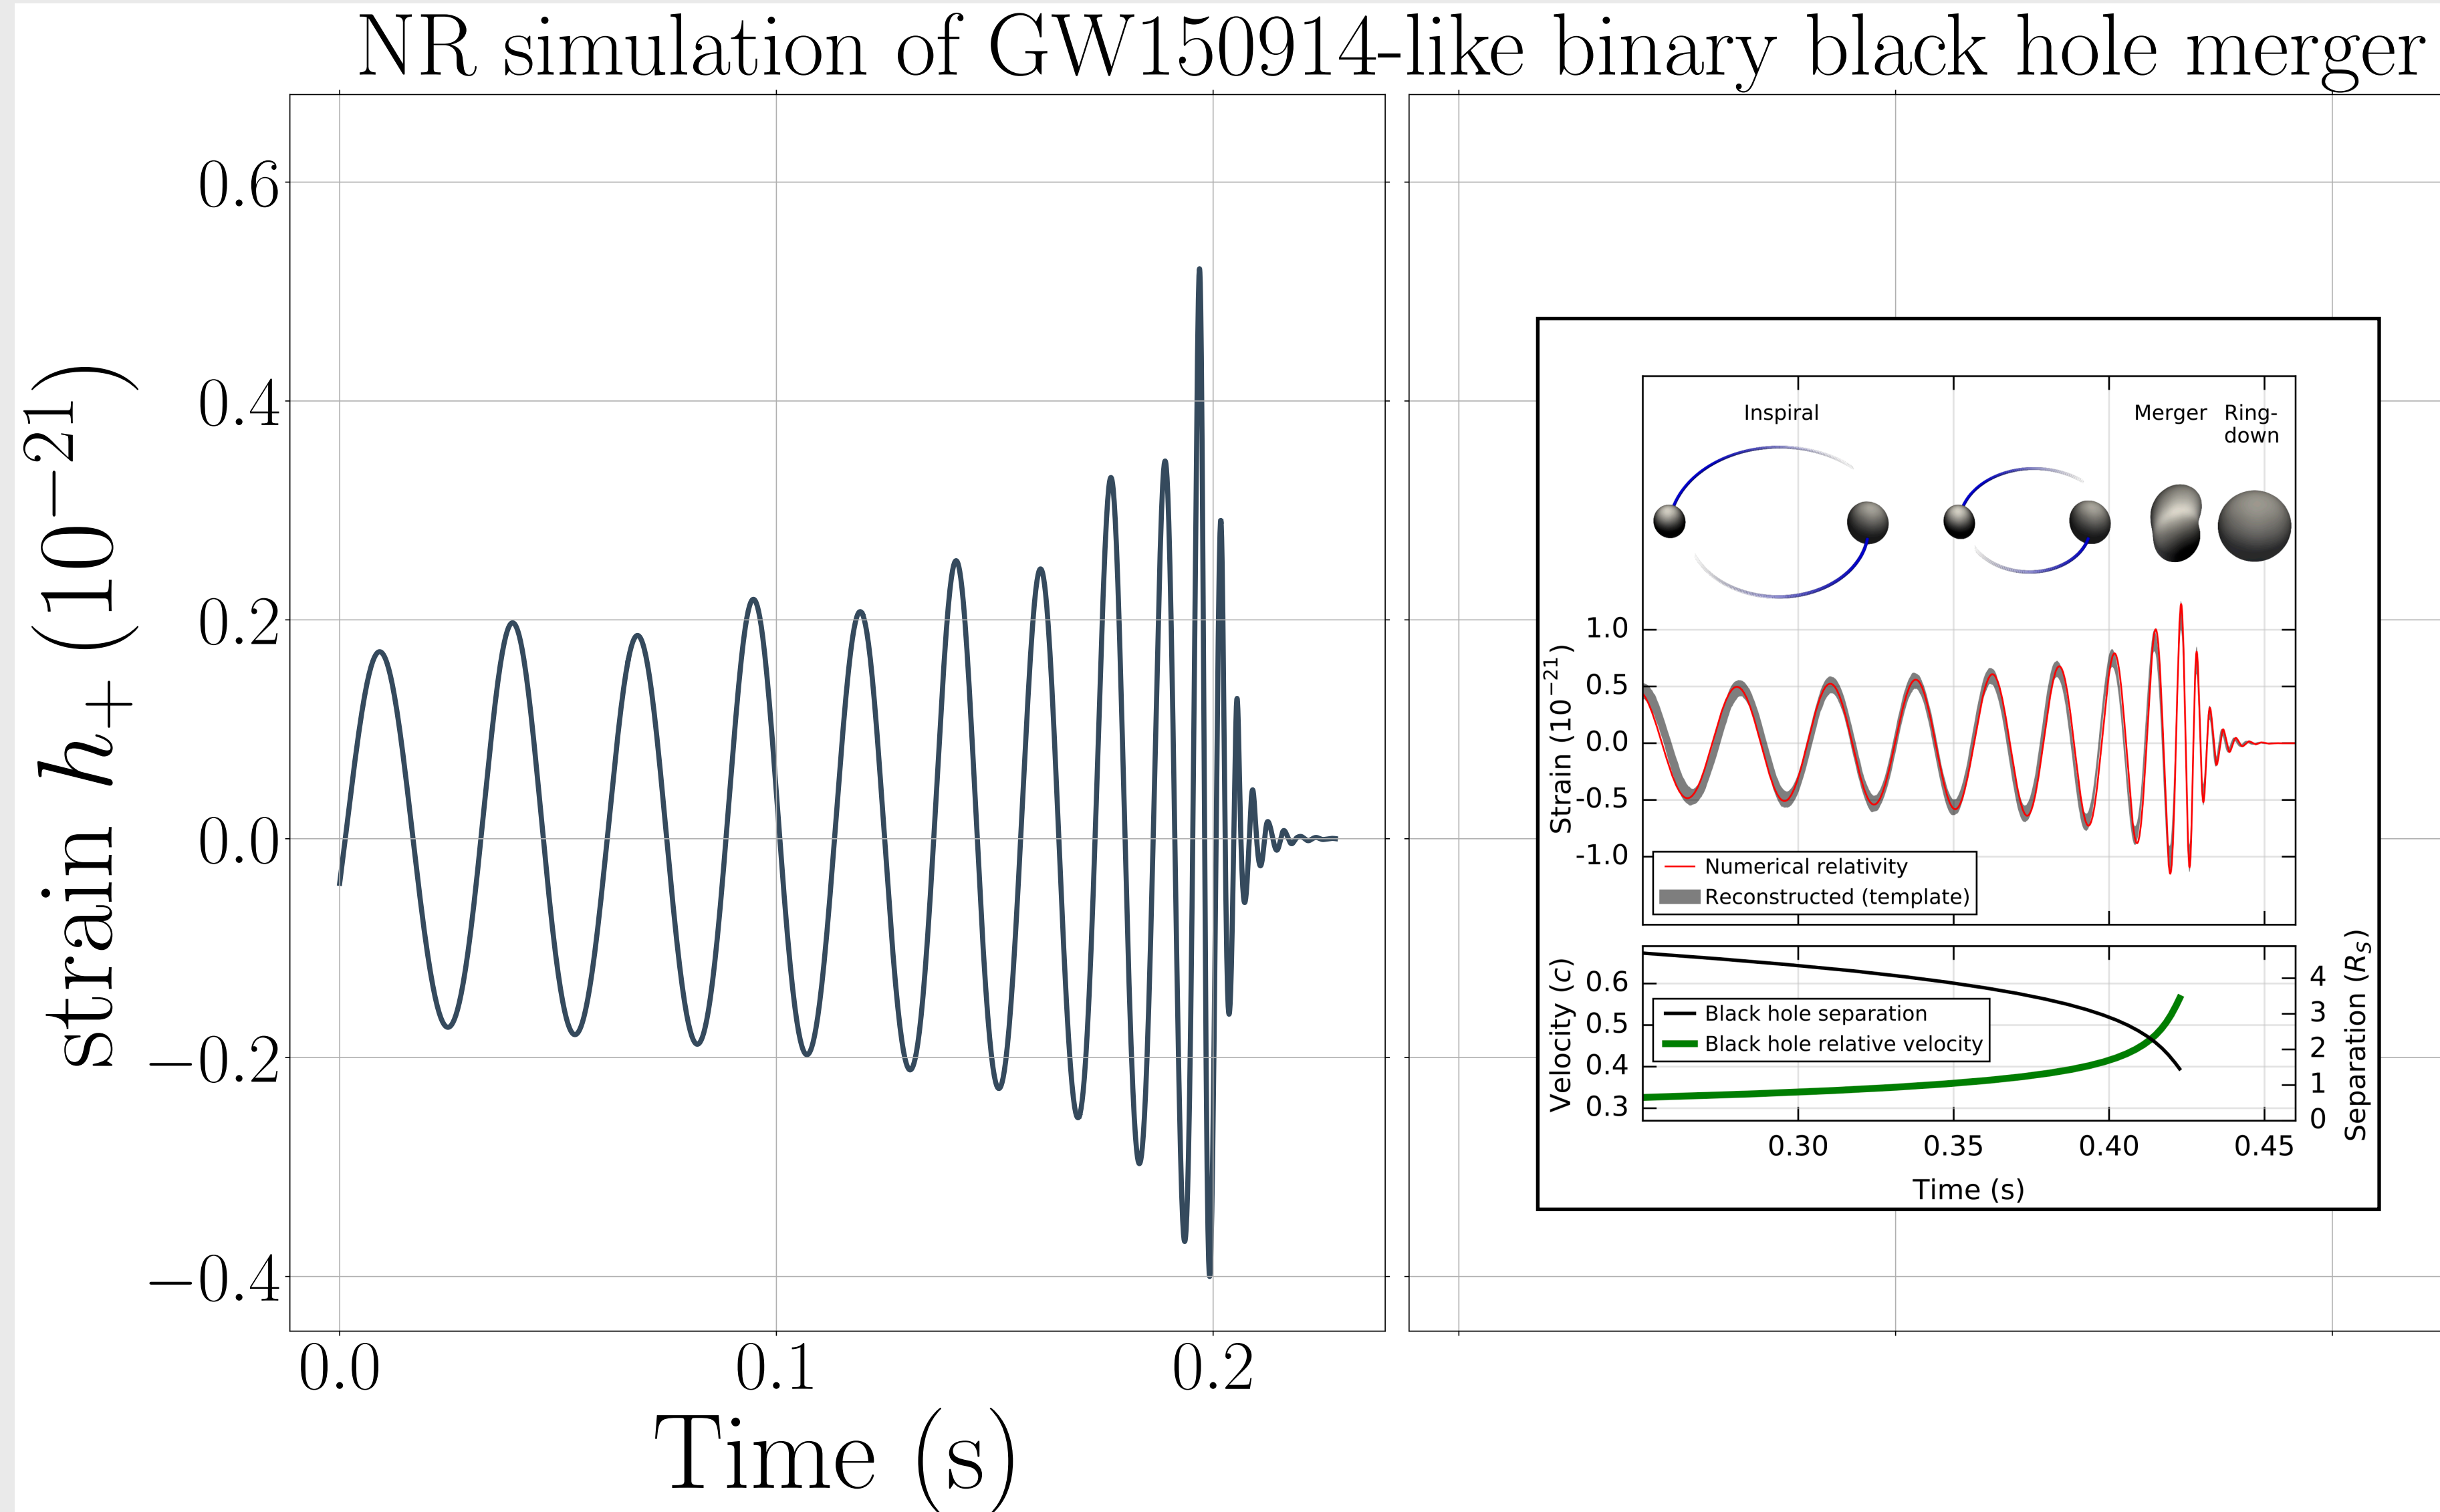 NR simulation of GW150914-like binary black hole merger
strain h₊ (10⁻²¹)
0.6
0.4
0.2
0.0
−0.2
−0.4
0.0 0.1 0.2
Time (s)
Inspiral Merger Ring-
down
Strain (10⁻²¹)
1.0
0.5
0.0
-0.5
-1.0
Numerical relativity
Reconstructed (template)
Velocity (c)
0.6
0.5
0.4
0.3
Black hole separation
Black hole relative velocity
4
3
2
1
0
Separation (R_S)
0.30 0.35 0.40 0.45
Time (s)